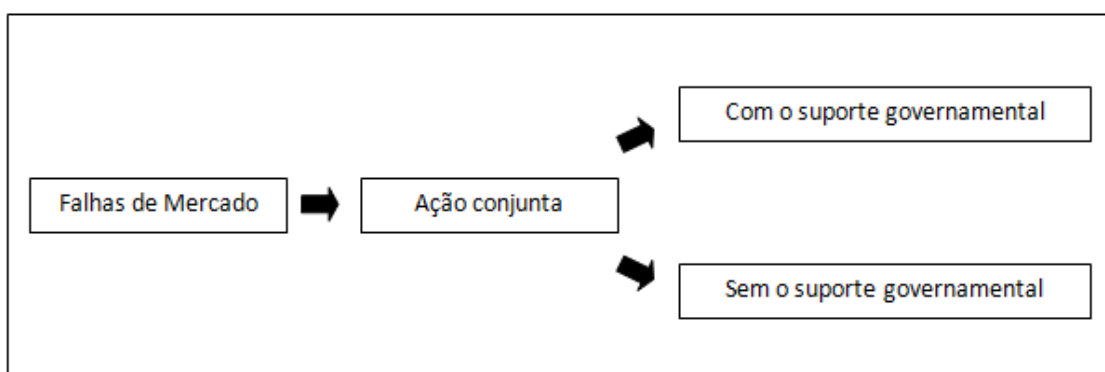 Com o suporte governamental
Falhas de Mercado
Ação conjunta
Sem o suporte governamental